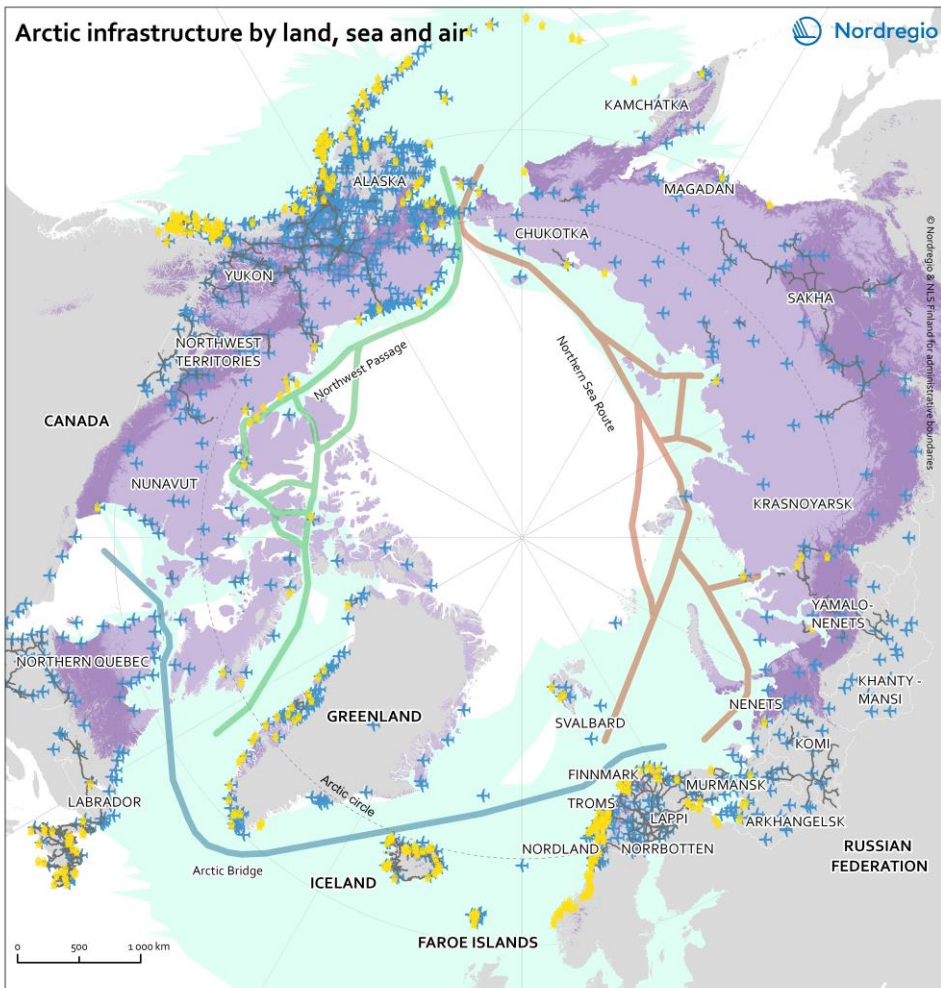 Arctic infrastructure by land, sea and air
Nordregio
KAMCHATKA
ALASKA
MAGADAN
CHUKOTKA
© Nordregio & NLS Finland for administrative boundaries
YUKON
SAKHA
NORTHWEST
TERRITORIES
Northwest Passage
Northern Sea Route
CANADA
NUNAVUT
KRASNOYARSK
YAMALO-
NENETS
NORTHERN QUEBEC
KHANTY -
MANSI
GREENLAND
SVALBARD
NENETS
KOMI
FINNMARK
MURMANSK
LABRADOR
Arctic circle
TROMS
LAPPI
ARKHANGELSK
NORDLAND
NORRBOTTEN
RUSSIAN
FEDERATION
Arctic Bridge
ICELAND
FAROE ISLANDS
0 500 1 000 km